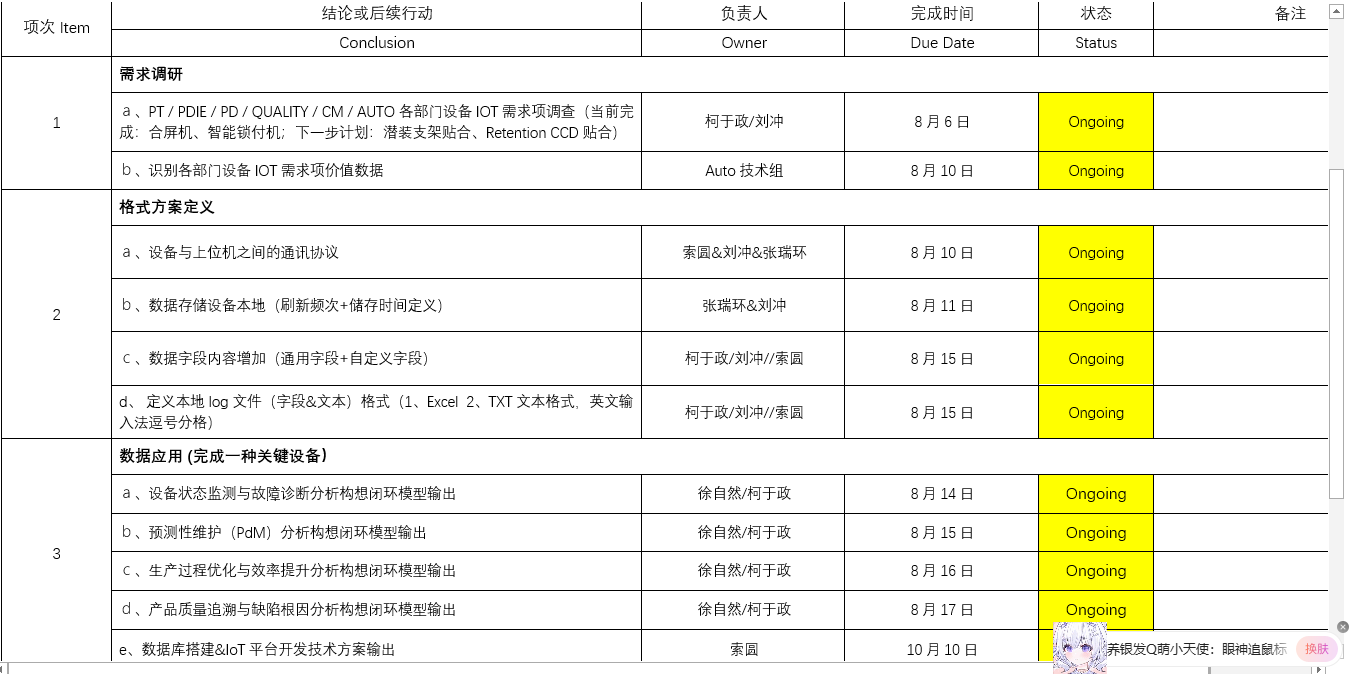 项次 Item
结论或后续行动
负责人
完成时间
状态
备注
Conclusion
Owner
Due Date
Status
1
需求调研
a、PT / PDIE / PD / QUALITY / CM / AUTO 各部门设备 IOT 需求项调查（当前完
成：合屏机、智能锁付机；下一步计划：潜装支架贴合、Retention CCD 贴合）
柯于政/刘冲
8 月 6 日
Ongoing
b、识别各部门设备 IOT 需求项价值数据
Auto 技术组
8 月 10 日
Ongoing
2
格式方案定义
a、设备与上位机之间的通讯协议
索圆&刘冲&张瑞环
8 月 10 日
Ongoing
b、数据存储设备本地（刷新频次+储存时间定义）
张瑞环&刘冲
8 月 11 日
Ongoing
c、数据字段内容增加（通用字段+自定义字段）
柯于政/刘冲//索圆
8 月 15 日
Ongoing
d、 定义本地 log 文件（字段&文本）格式（1、Excel  2、TXT 文本格式，英文输
入法逗号分格）
柯于政/刘冲//索圆
8 月 15 日
Ongoing
3
数据应用 (完成一种关键设备）
a、设备状态监测与故障诊断分析构想闭环模型输出
徐自然/柯于政
8 月 14 日
Ongoing
b、预测性维护（PdM）分析构想闭环模型输出
徐自然/柯于政
8 月 15 日
Ongoing
c、生产过程优化与效率提升分析构想闭环模型输出
徐自然/柯于政
8 月 16 日
Ongoing
d、产品质量追溯与缺陷根因分析构想闭环模型输出
徐自然/柯于政
8 月 17 日
Ongoing
e、数据库搭建&IoT 平台开发技术方案输出
索圆
10 月 10 日
养银发Q萌小天使：眼神追鼠标
换肤